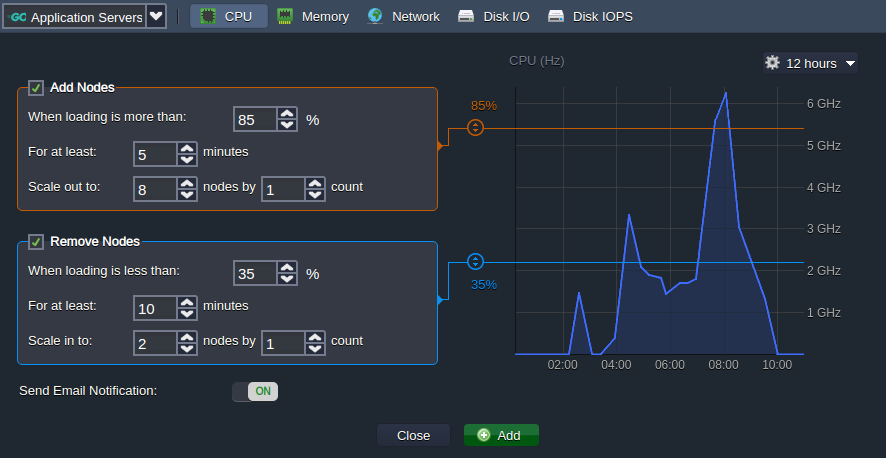 GO Application Servers CPU Memory Network Disk I/O Disk IOPS
CPU (Hz) 12 hours
Add Nodes
When loading is more than: 85 %
For at least: 5 minutes
Scale out to: 8 nodes by 1 count
Remove Nodes
When loading is less than: 35 %
For at least: 10 minutes
Scale in to: 2 nodes by 1 count
Send Email Notification: ON
85%
35%
6 GHz
5 GHz
4 GHz
3 GHz
2 GHz
1 GHz
02:00 04:00 06:00 08:00 10:00
Close Add